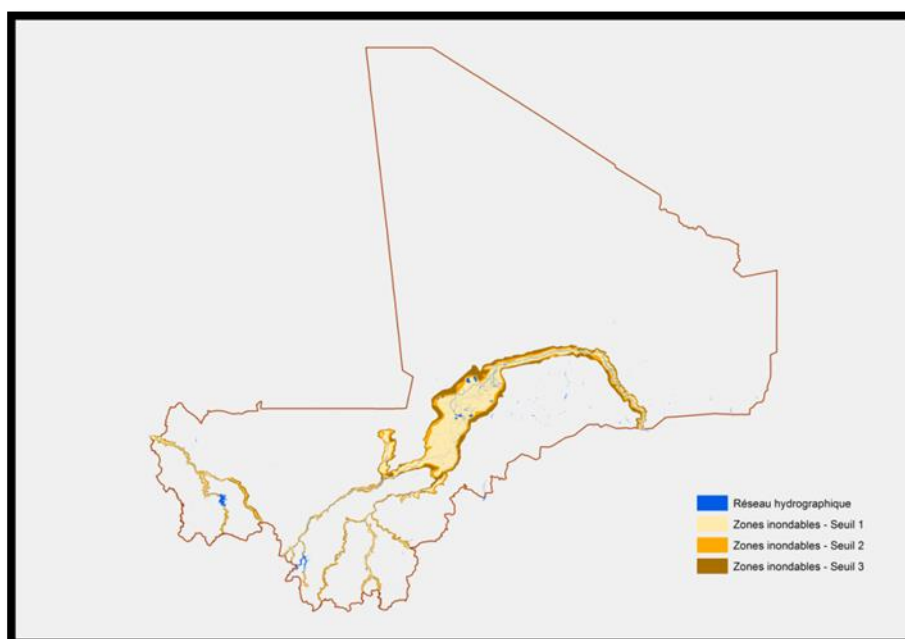 Réseau hydrographique
Zones inondables - Seuil 1
Zones inondables - Seuil 2
Zones inondables - Seuil 3